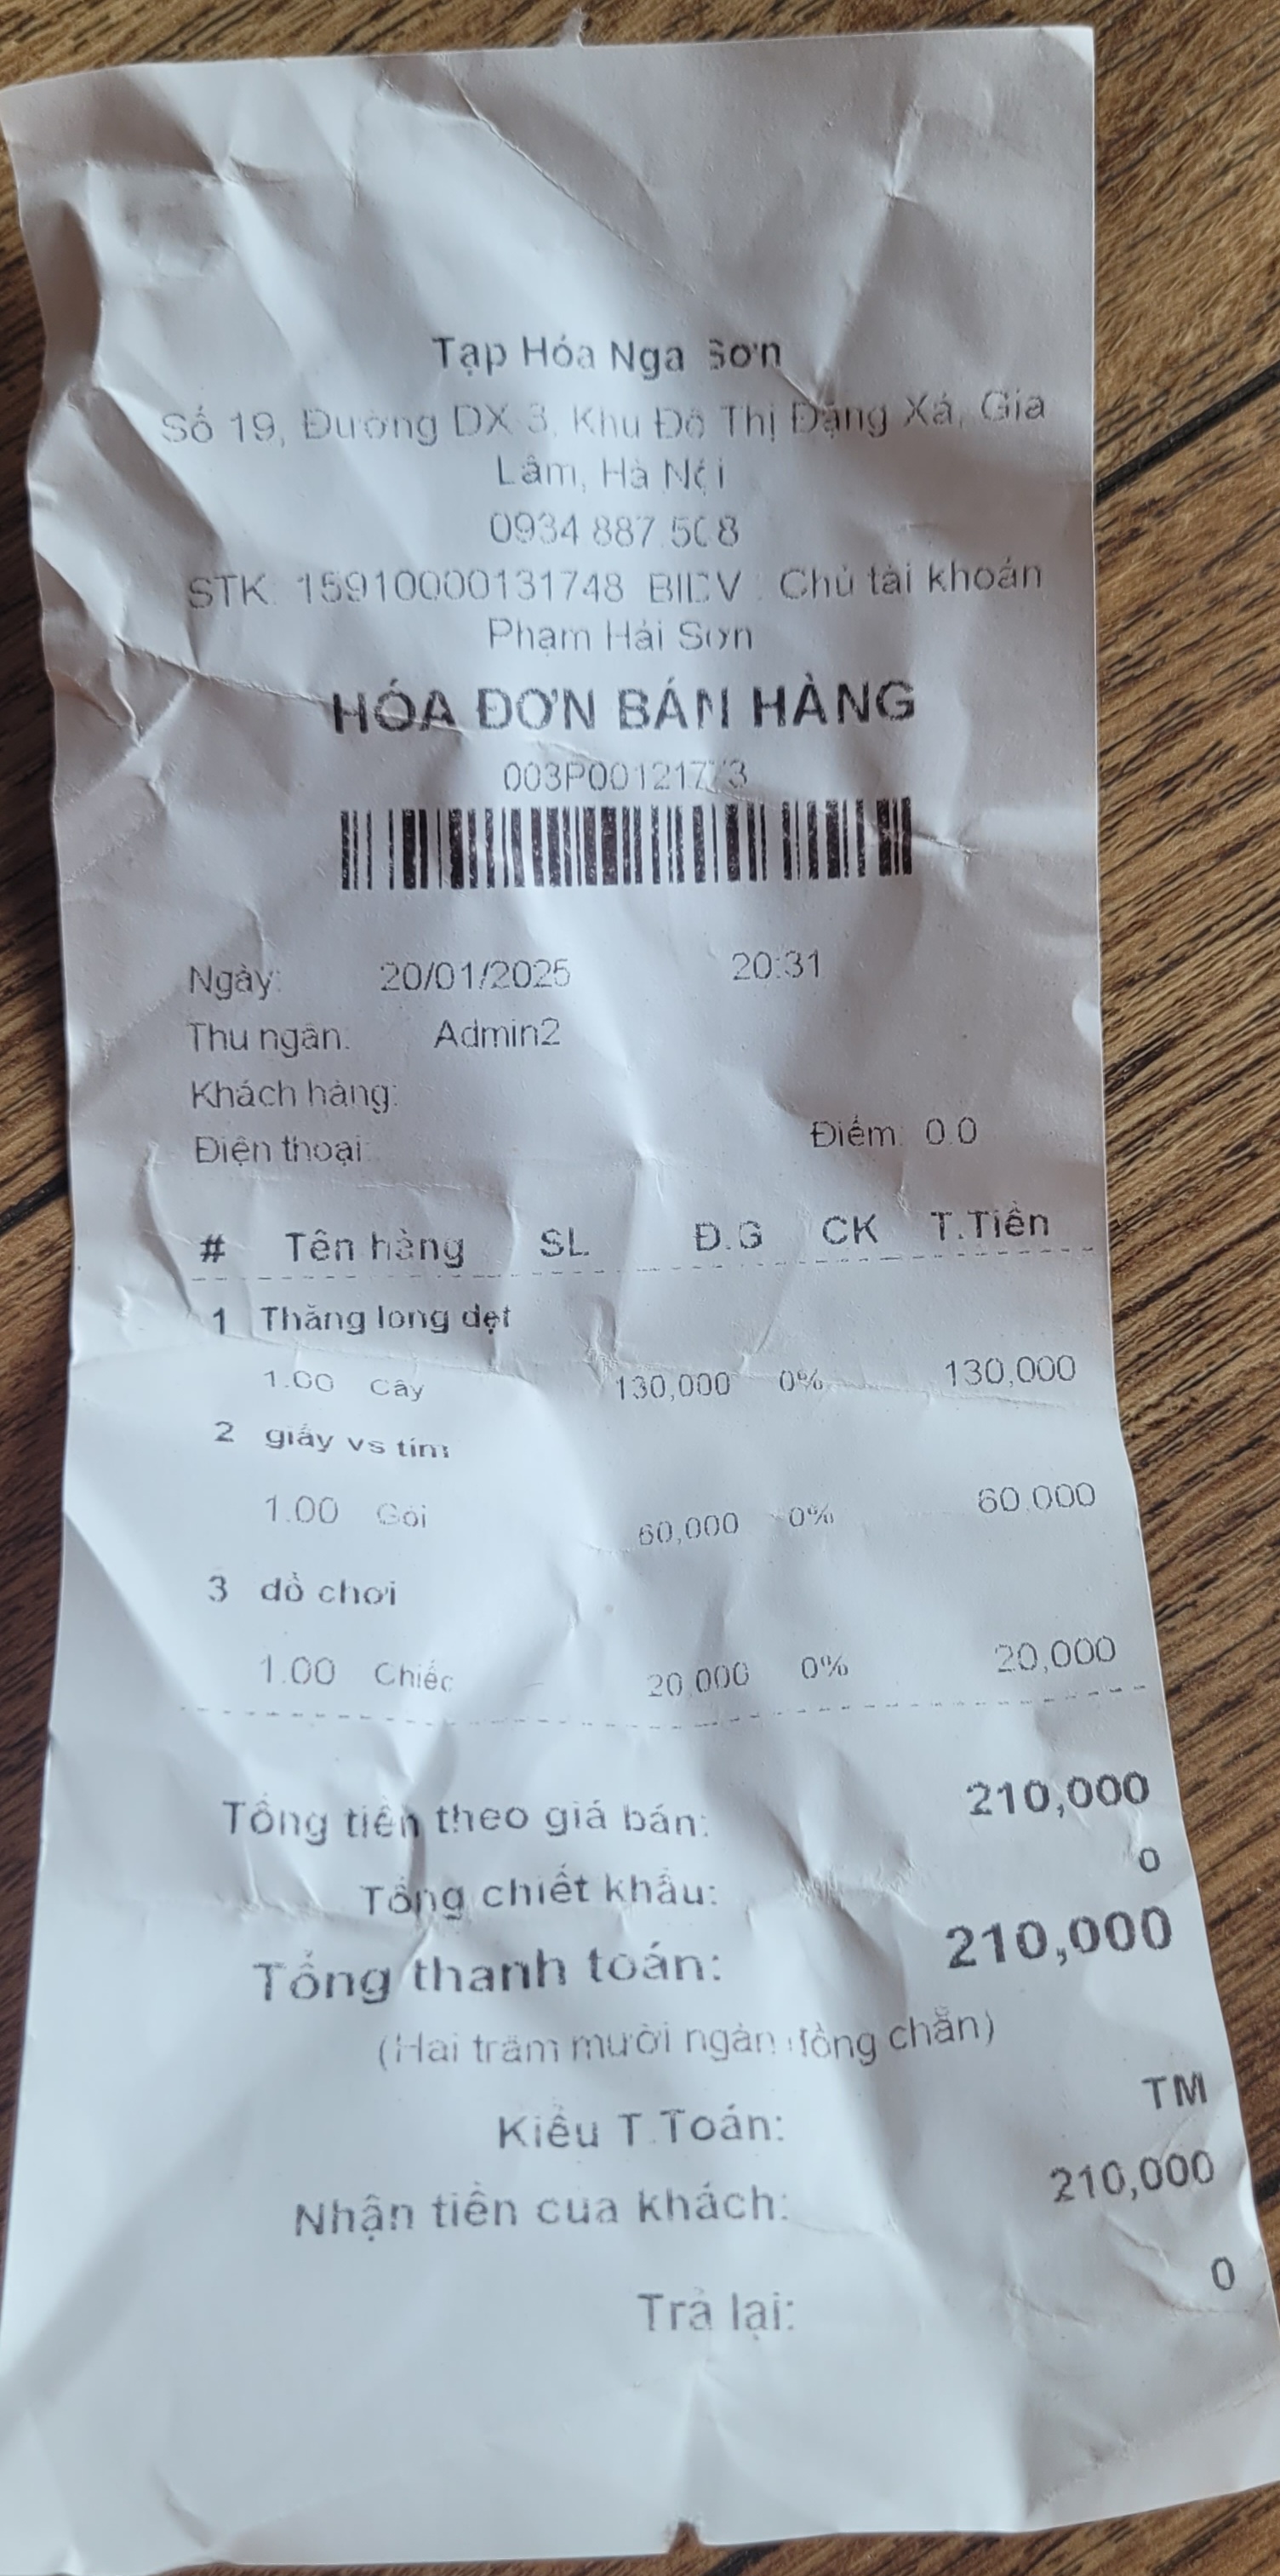 Tạp Hóa Nga Sơn
Số 19, Đường DX 3, Khu Đô Thị Đặng Xá, Gia
Lâm, Hà Nội
0934 887 508
STK: 15910000131748 BIDV : Chủ tài khoản
Phạm Hải Sơn
HÓA ĐƠN BÁN HÀNG
Ngày: 20/01/2025 20:31
Thu ngân: Admin2
Khách hàng:
Điện thoại: Điểm: 0.0
# Tên hàng SL Đ.G CK T.Tiền
1 Thăng long dẹt
1.00 Cây 130,000 0% 130,000
2 giấy vs tím
1.00 Gói 60,000 0% 60,000
3 đồ chơi
1.00 Chiếc 20,000 0% 20,000
Tổng tiền theo giá bán: 210,000
Tổng chiết khấu: 0
Tổng thanh toán: 210,000
(Hai trăm mười ngàn đồng chẵn)
Kiểu T.Toán: TM
Nhận tiền của khách: 210,000
Trả lại: 0